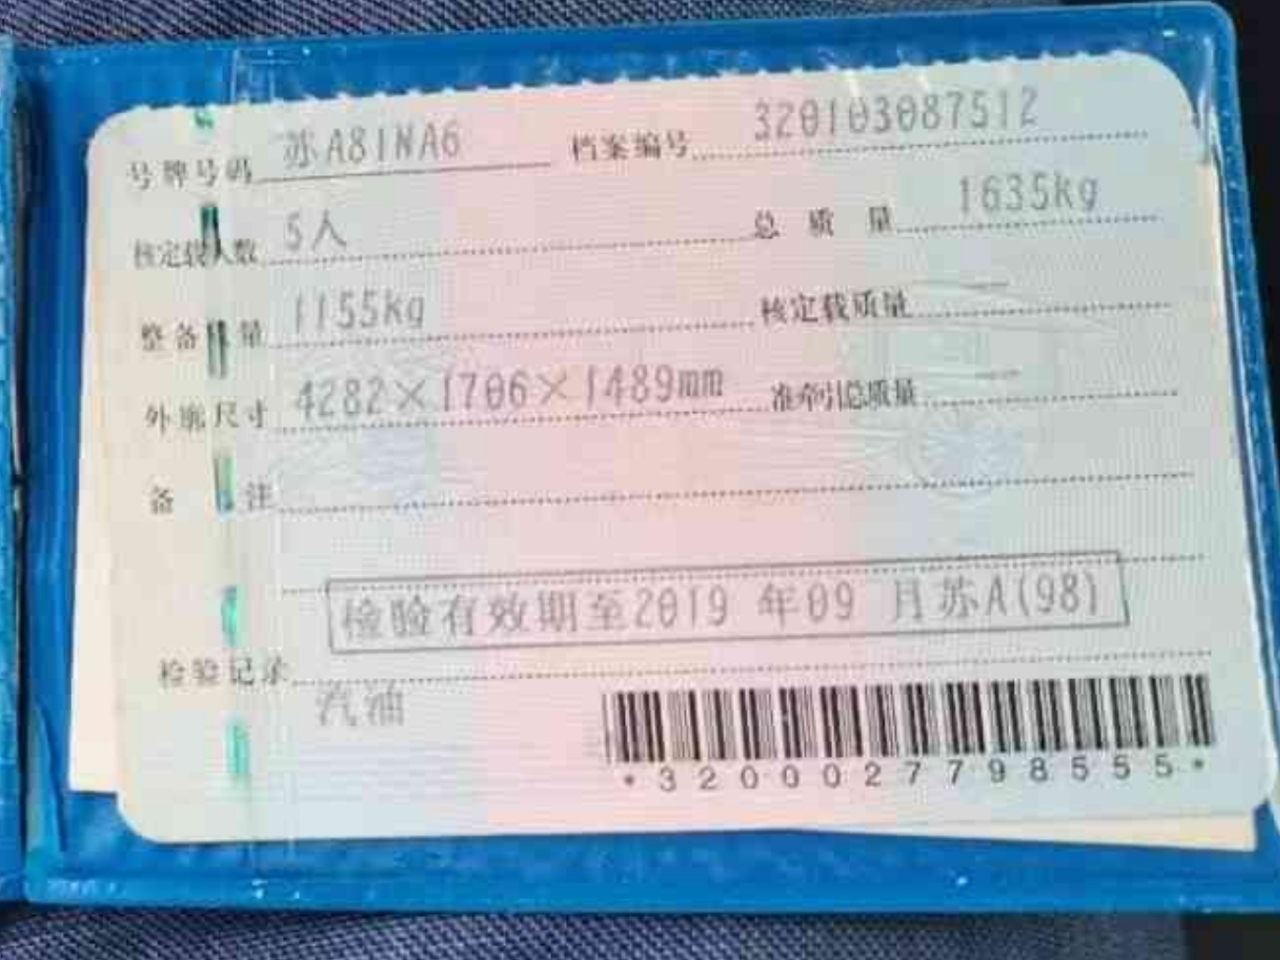 号牌号码 苏A81NA6 档案编号 320103087512
核定载人数 5人 总质量 1635kg
整备质量 1155kg 核定载质量 —
外廓尺寸 4282×1706×1489mm 准牵引总质量 —
备注
检验有效期至2019 年09 月苏A(98)
检验记录
汽油
*3200027798555*